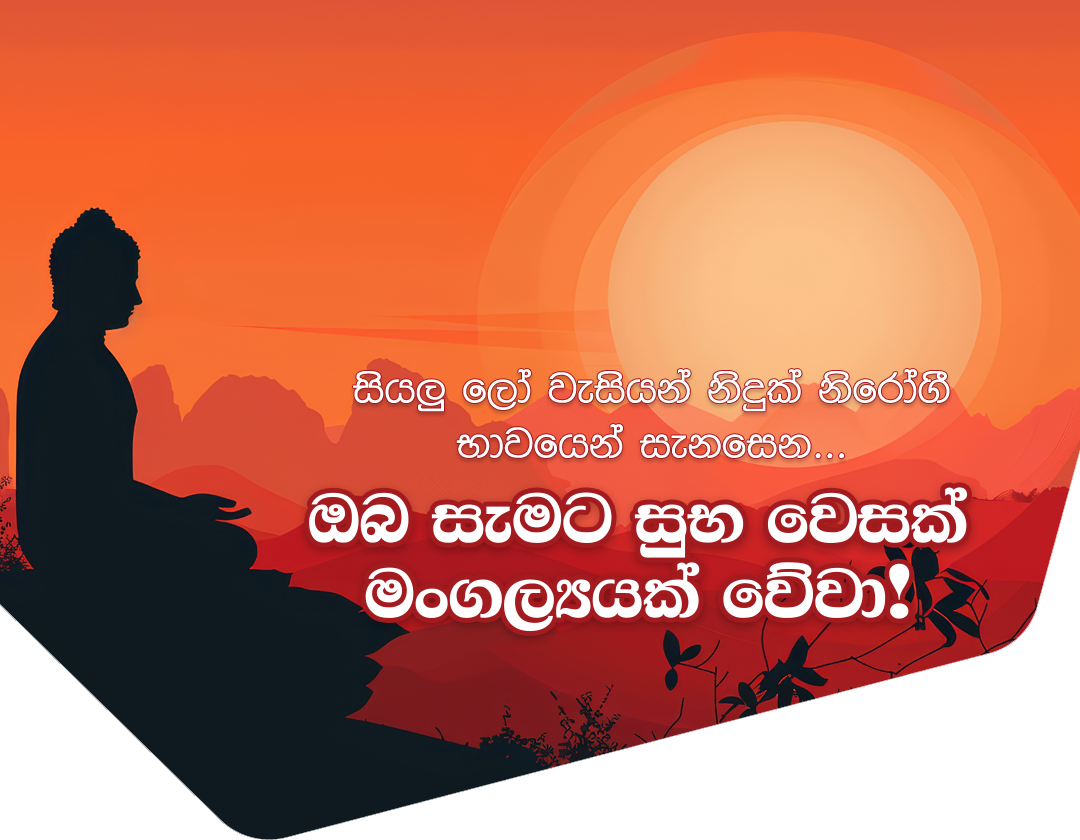 සියලු ලෝ වැසියන් නිදුක් නිරෝගී
භාවයෙන් සැනසෙන...
ඔබ සැමට සුභ වෙසක්
මංගල්‍යයක් වේවා!